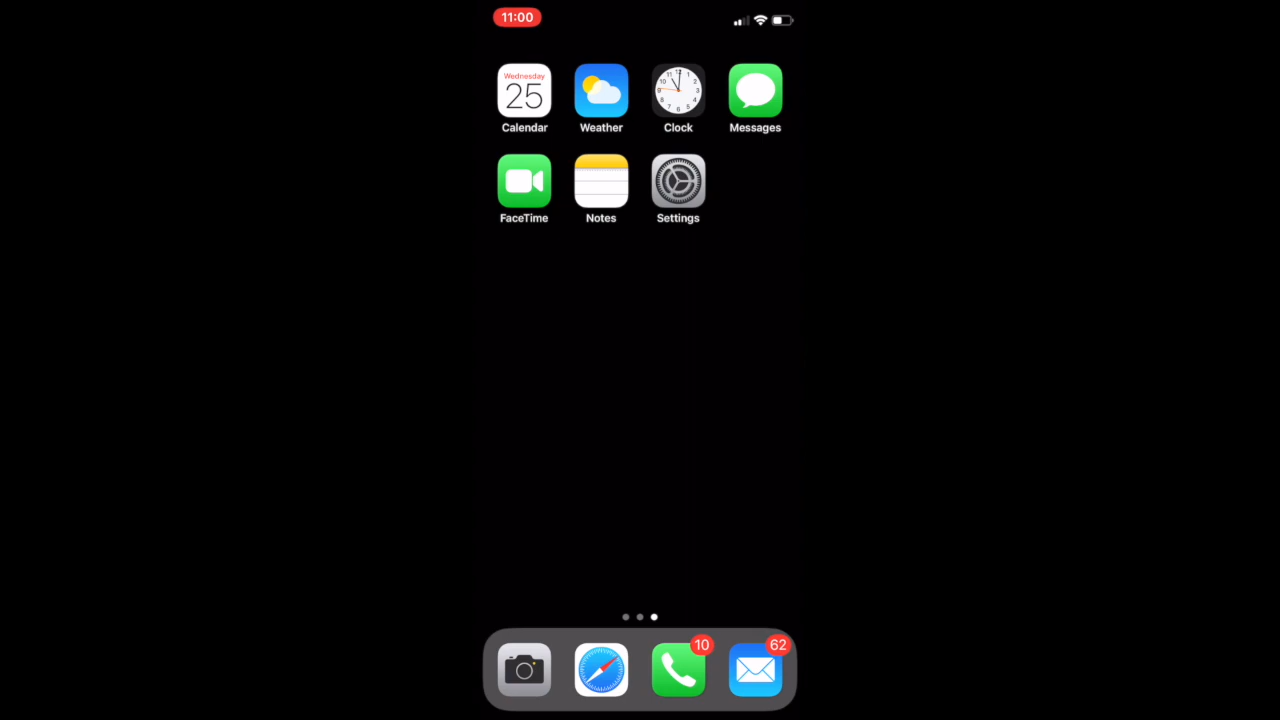 11:00
Wednesday
25
Calendar
Weather
Clock
Messages
FaceTime
Notes
Settings
10
62